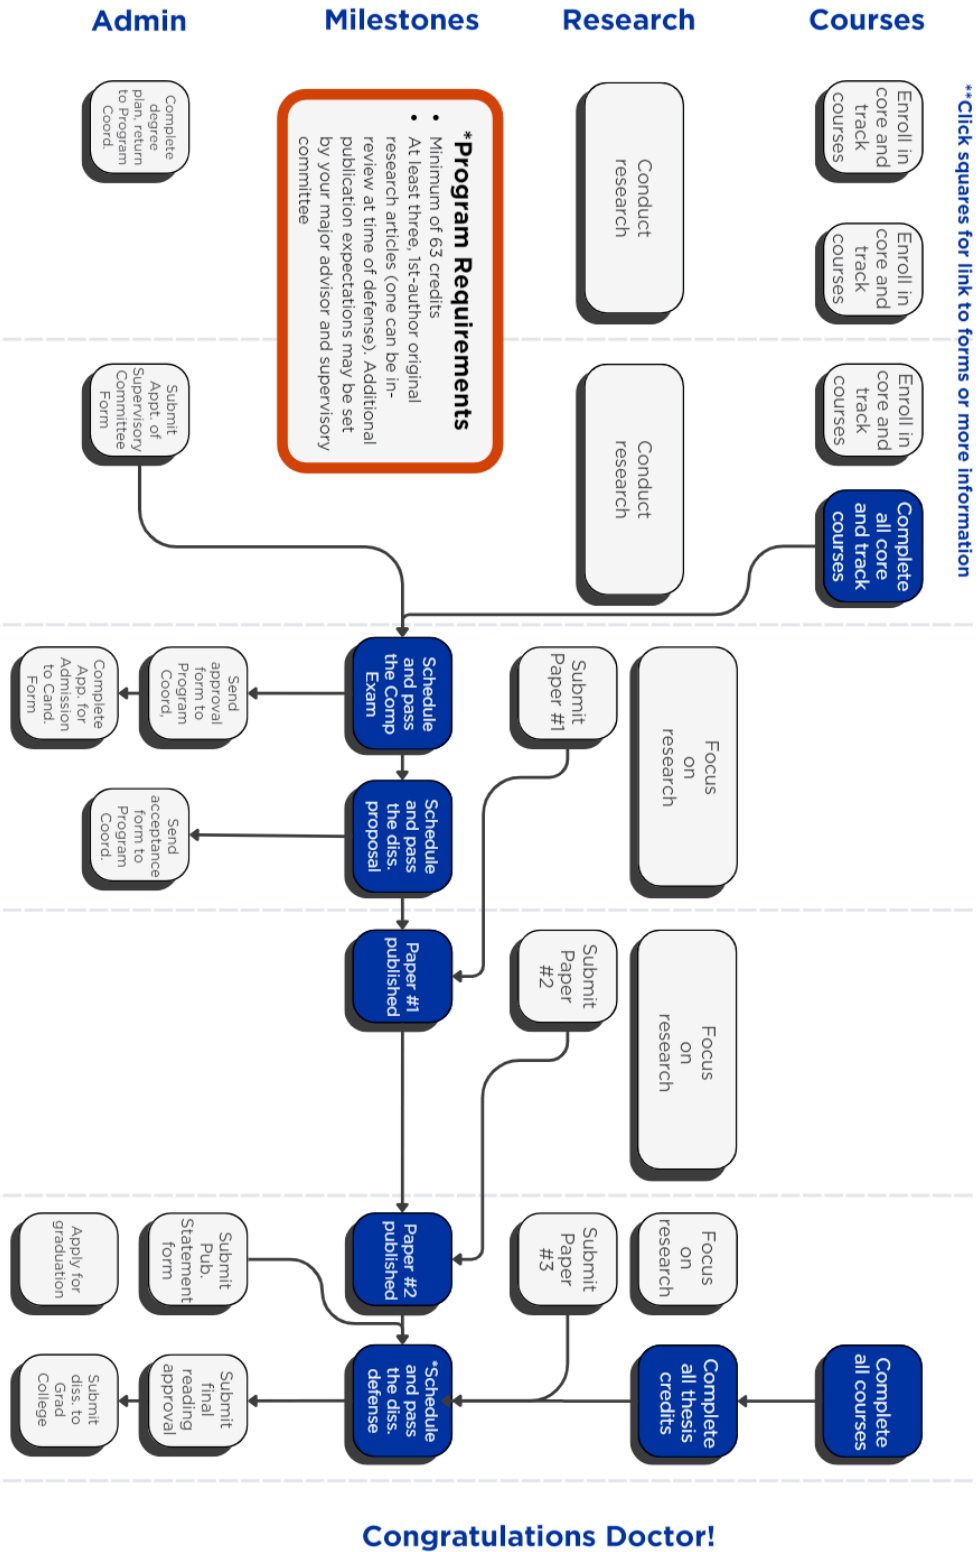 Admin
Milestones
Research
Courses
**Click squares for link to forms or more information
Enroll in
core and
track
courses
Enroll in
core and
track
courses
Enroll in
core and
track
courses
Complete
all core
and track
courses
Complete
all courses
Conduct
research
Conduct
research
Focus
on
research
Focus
on
research
Focus
on
research
Complete
all thesis
credits
Submit
Paper #1
Submit
Paper
#2
Submit
Paper
#3
*Program Requirements
• Minimum of 63 credits
• At least three, 1st-author original
research articles (one can be in-
review at time of defense). Additional
publication expectations may be set
by your major advisor and supervisory
committee
Schedule
and pass
the Comp
Exam
Schedule
and pass
the diss.
proposal
Paper #1
published
Paper #2
published
*Schedule
and pass
the diss.
defense
Complete
degree
plan, return
to Program
Coord.
Submit
Appt. of
Supervisory
Committee
Form
Send
approval
form to
Program
Coord,
Complete
App. for
Admission
to Cand.
Form
Send
acceptance
form to
Program
Coord.
Submit
Pub.
Statement
form
Apply for
graduation
Submit
final
reading
approval
Submit
diss. to
Grad
College
Congratulations Doctor!